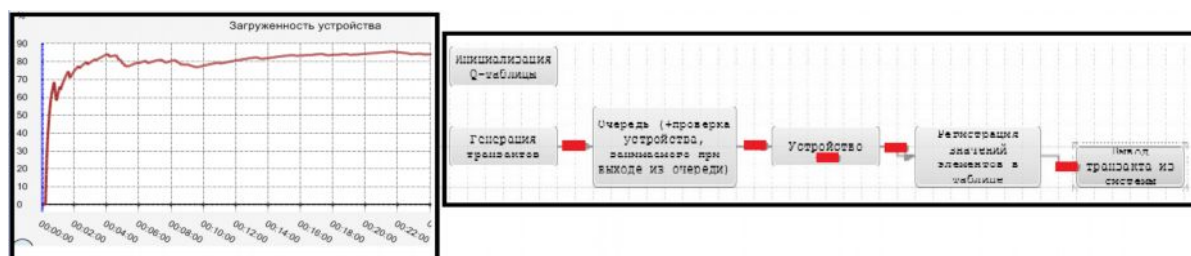 Загруженность устройства
90
80
70
60
50
40
30
20
10
0
00:00:00
00:02:00
00:04:00
00:06:00
00:08:00
00:10:00
00:12:00
00:14:00
00:16:00
00:18:00
00:20:00
00:22:00
Инициализация
Q-таблицы
Генерация
транзактов
Очередь (+проверка
устройства,
занимаемого при
выходе из очереди)
Устройство
Регистрация
значений
элементов в
таблице
Выход
транзакта из
системы